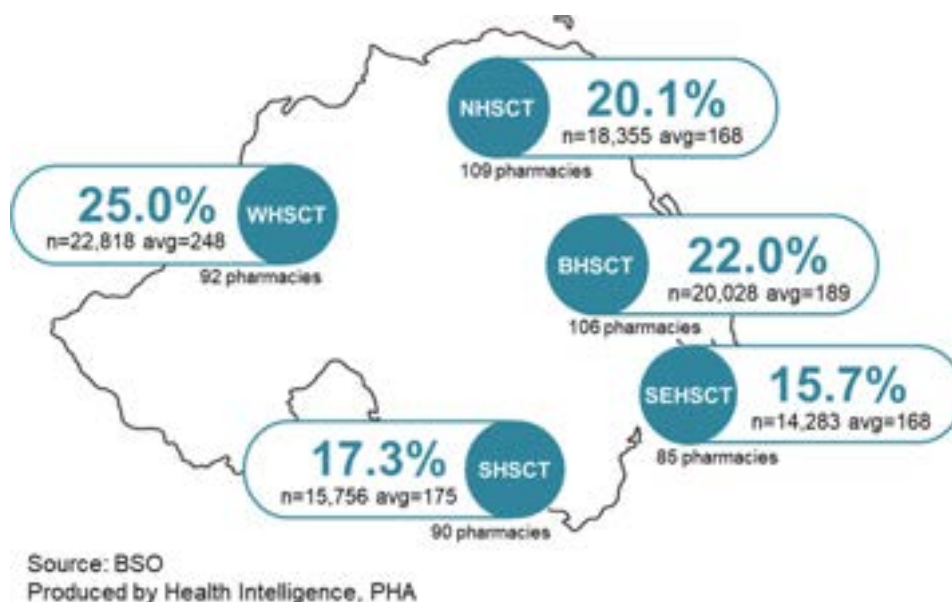 NHSCT
20.1%
n=18,355 avg=168
109 pharmacies
25.0%
WHSCT
n=22,818 avg=248
92 pharmacies
BHSCT
22.0%
n=20,028 avg=189
106 pharmacies
SEHSCT
15.7%
n=14,283 avg=168
85 pharmacies
17.3%
SHSCT
n=15,756 avg=175
90 pharmacies
Source: BSO
Produced by Health Intelligence, PHA